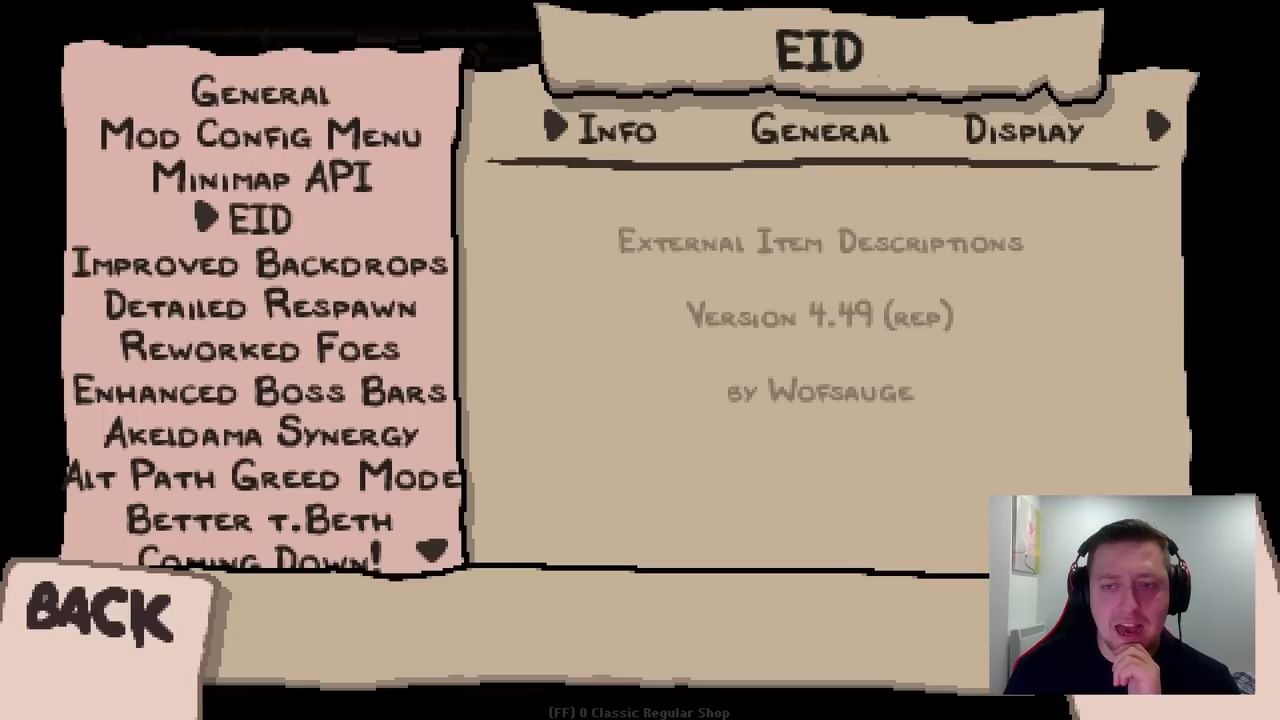 General
Mod Config Menu
Minimap API
EID
Improved Backdrops
Detailed Respawn
Reworked Foes
Enhanced Boss Bars
Akeldama Synergy
Alt Path Greed Mode
Better t.Beth
Coming Down!
BACK
EID
Info General Display
External Item Descriptions
Version 4.49 (rep)
by Wofsauge
(FF) 0 Classic Regular Shop